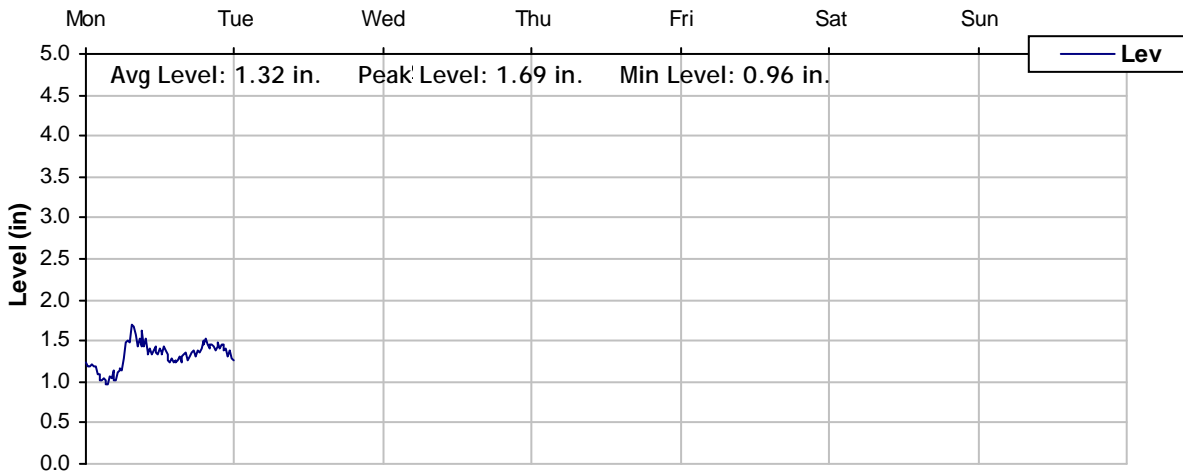 Mon Tue Wed Thu Fri Sat Sun
Lev
Avg Level: 1.32 in. Peak Level: 1.69 in. Min Level: 0.96 in.
Level (in)
5.0
4.5
4.0
3.5
3.0
2.5
2.0
1.5
1.0
0.5
0.0